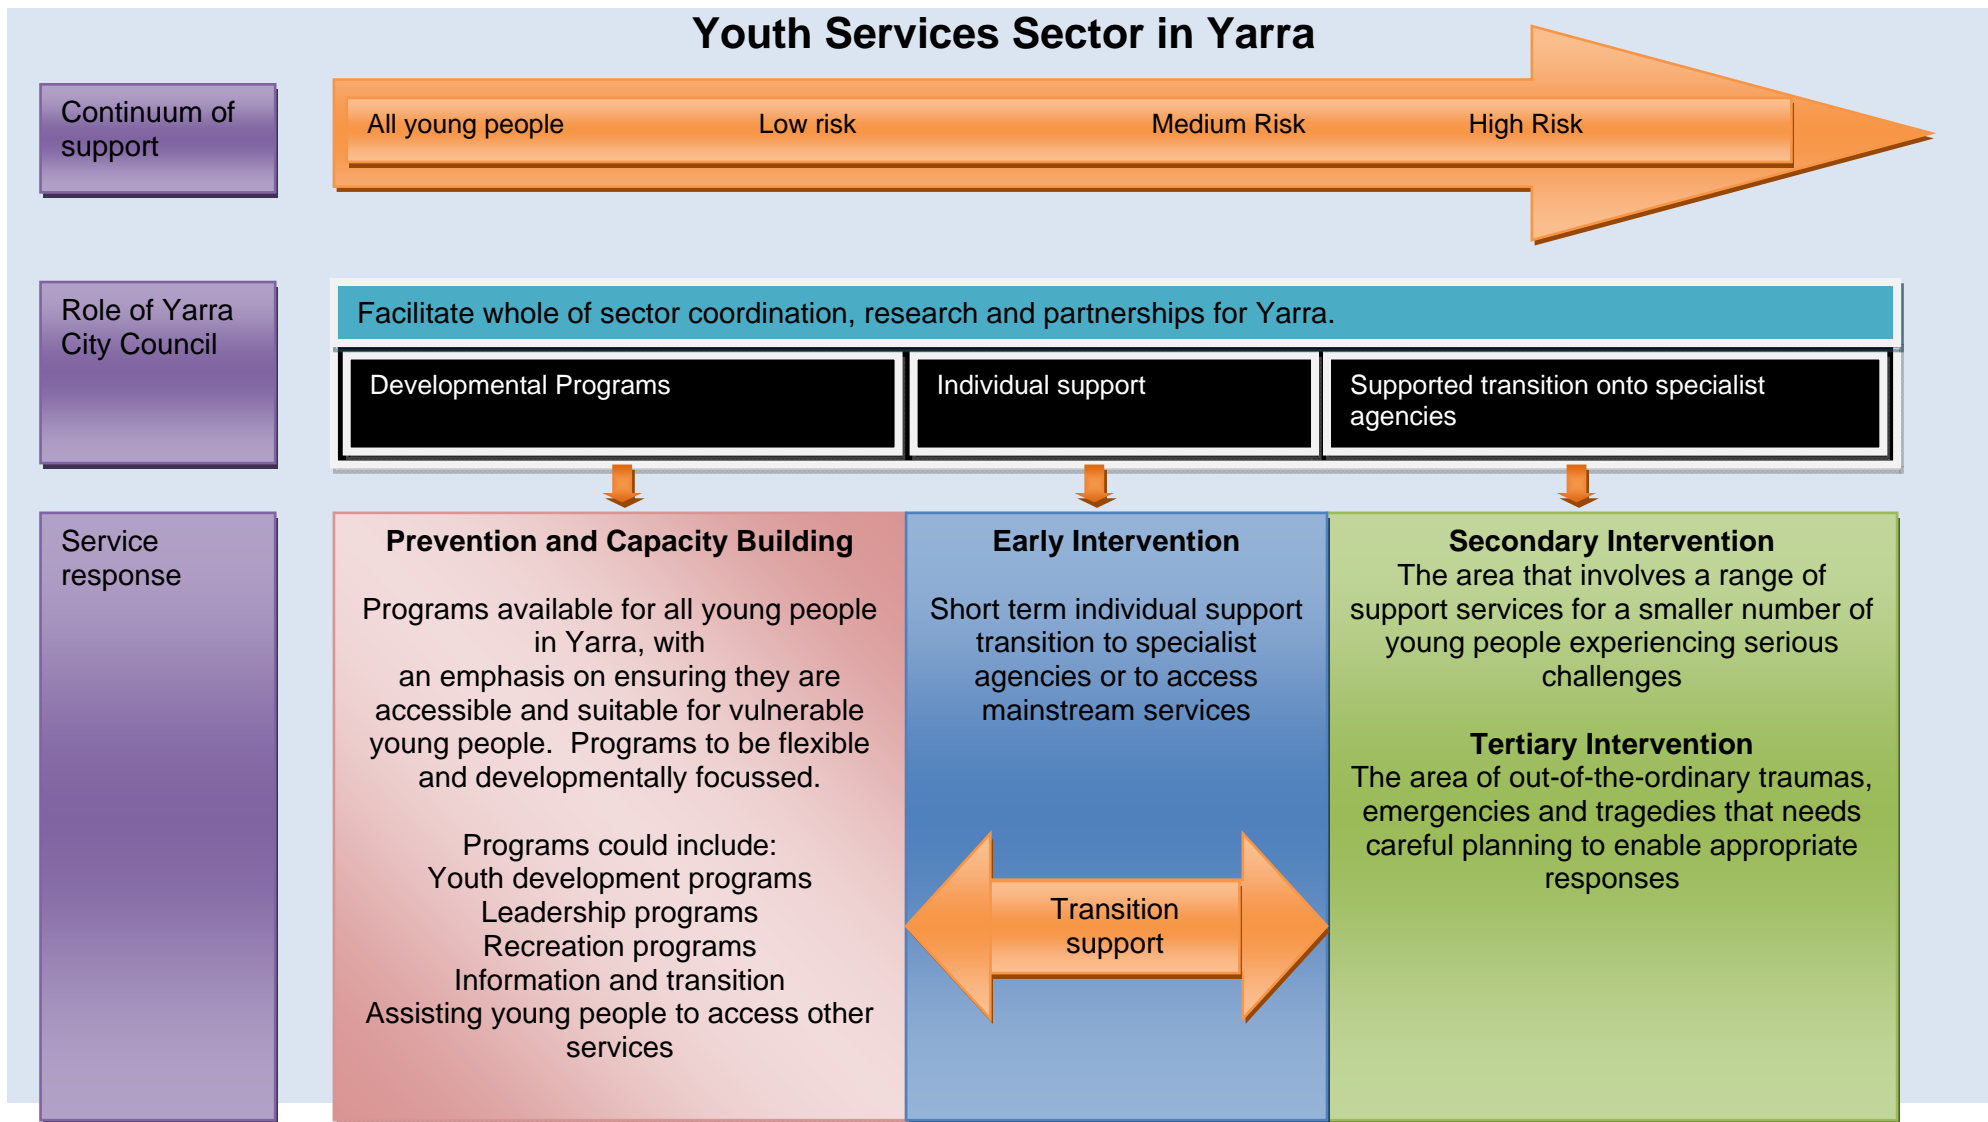 Youth Services Sector in Yarra
Continuum of
support
All young people
Low risk
Medium Risk
High Risk
Role of Yarra
City Council
Facilitate whole of sector coordination, research and partnerships for Yarra.
Developmental Programs
Individual support
Supported transition onto specialist
agencies
Service
response
Prevention and Capacity Building
Programs available for all young people
in Yarra, with
an emphasis on ensuring they are
accessible and suitable for vulnerable
young people.  Programs to be flexible
and developmentally focussed.
Programs could include:
Youth development programs
Leadership programs
Recreation programs
Information and transition
Assisting young people to access other
services
Early Intervention
Short term individual support
transition to specialist
agencies or to access
mainstream services
Transition
support
Secondary Intervention
The area that involves a range of
support services for a smaller number of
young people experiencing serious
challenges
Tertiary Intervention
The area of out-of-the-ordinary traumas,
emergencies and tragedies that needs
careful planning to enable appropriate
responses